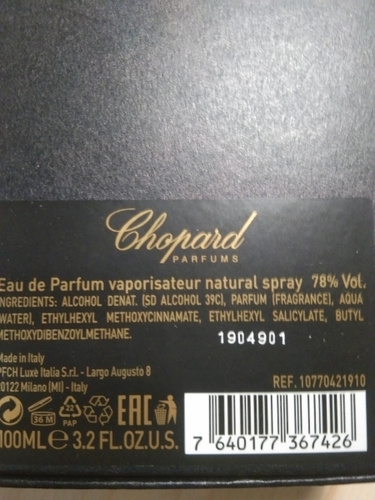 Chopard
PARFUMS
Eau de Parfum vaporisateur natural spray 78% Vol.
INGREDIENTS: ALCOHOL DENAT. (SD ALCOHOL 39C), PARFUM (FRAGRANCE), AQUA
(WATER), ETHYLHEXYL METHOXYCINNAMATE, ETHYLHEXYL SALICYLATE, BUTYL
METHOXYDIBENZOYLMETHANE.
1904901
Made in Italy
PFCH Luxe Italia S.r.l. - Largo Augusto 8
20122 Milano (MI) - Italy
REF. 10770421910
36 M
22
PAP
EAC
100ML e 3.2 FL.OZ.U.S.
7 640177 367426